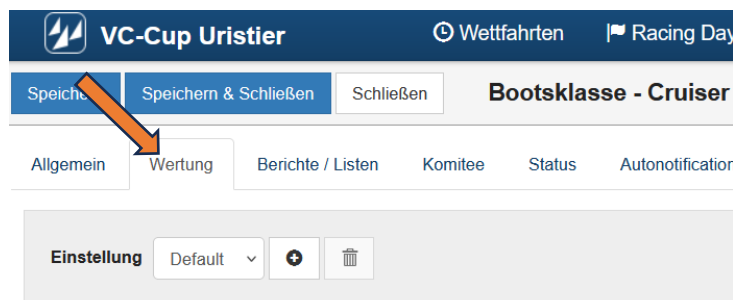 VC-Cup Uristier Wettfahrten Racing Day
Speichern & Schließen Schließen Bootsklasse - Cruiser
Allgemein Wertung Berichte / Listen Komitee Status Autonotification
Einstellung Default